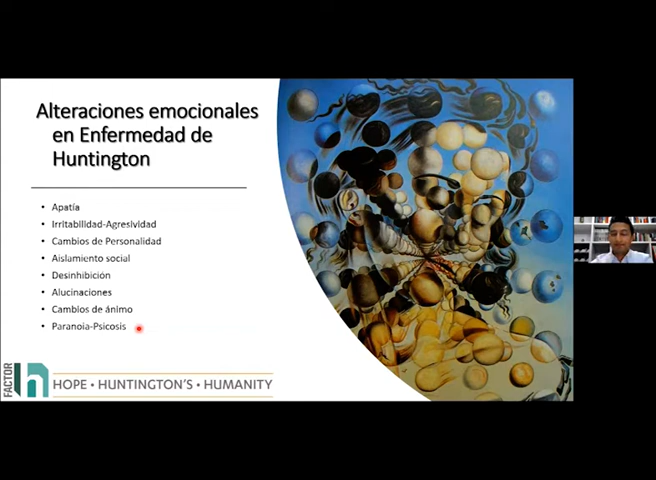 Alteraciones emocionales
en Enfermedad de
Huntington
• Apatía
• Irritabilidad-Agresividad
• Cambios de Personalidad
• Aislamiento social
• Desinhibición
• Alucinaciones
• Cambios de ánimo
• Paranoia-Psicosis
FACTOR
h
HOPE • HUNTINGTON'S • HUMANITY